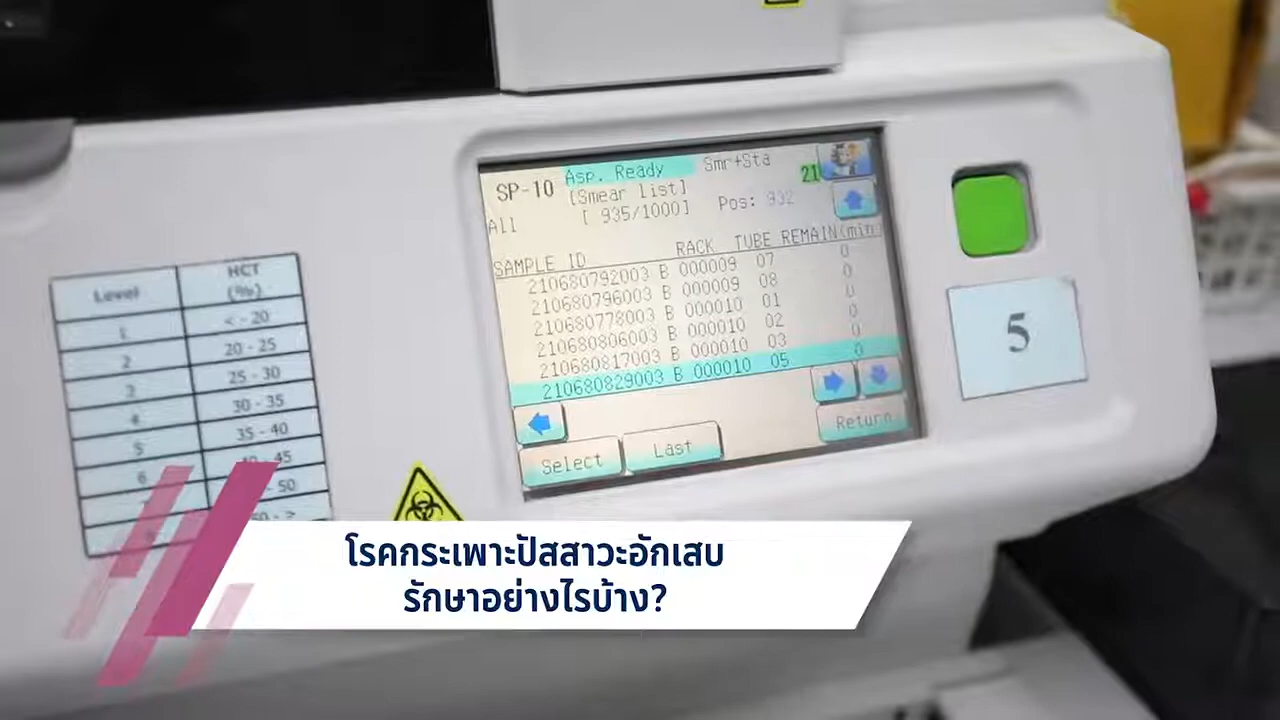 SP-10 Asp. Ready Smr+Sta 21
[Smear list]
All [ 935/1000] Pos: 932
SAMPLE ID RACK TUBE REMAIN(min
210680792003 B 000009 07 0
210680796003 B 000009 08 0
210680778003 B 000010 01 0
210680806003 B 000010 02 0
210680817003 B 000010 03 0
210680829003 B 000010 05 0
Select Last Return
5
Level HCT (%)
1 < - 20
2 20 - 25
3 25 - 30
4 30 - 35
5 35 - 40
6 - 45
- 50
- >
โรคกระเพาะปัสสาวะอักเสบ
รักษาอย่างไรบ้าง?